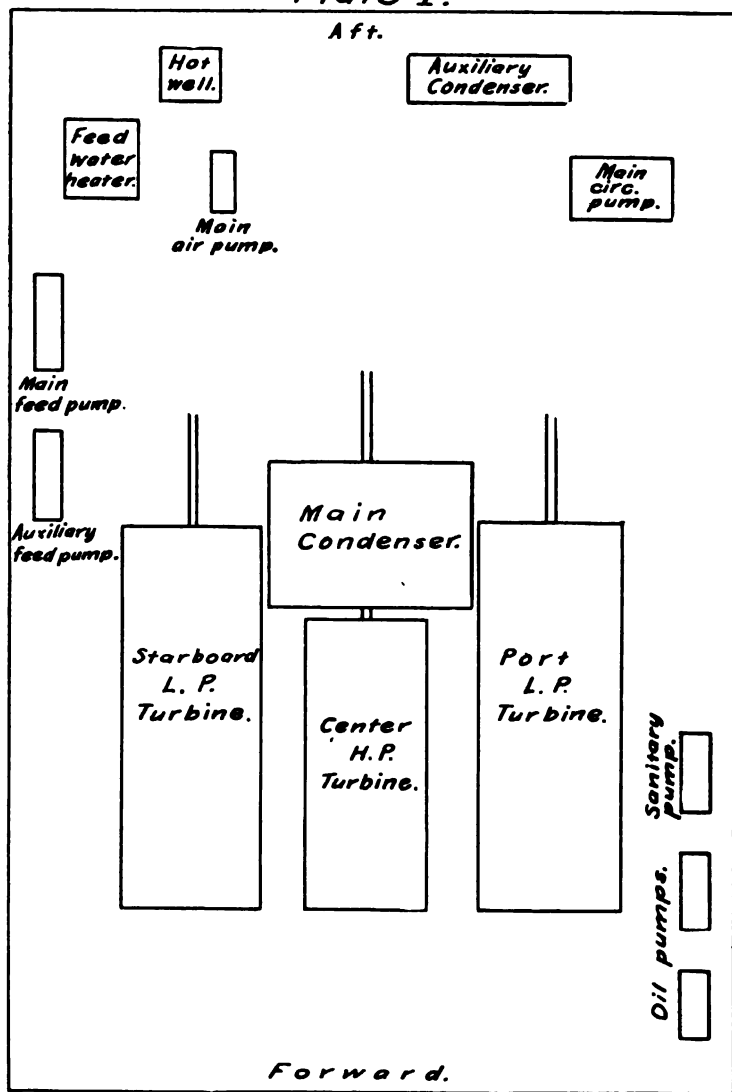 Aft.
Hot
well.
Auxiliary
Condenser.
Feed
water
heater.
Main
air pump.
Main
circ.
pump.
Main
feed pump.
Auxiliary
feed pump.
Main
Condenser.
Starboard
L. P.
Turbine.
Center
H.P.
Turbine.
Port
L. P.
Turbine.
Sanitary
pump.
Oil pumps.
Forward.